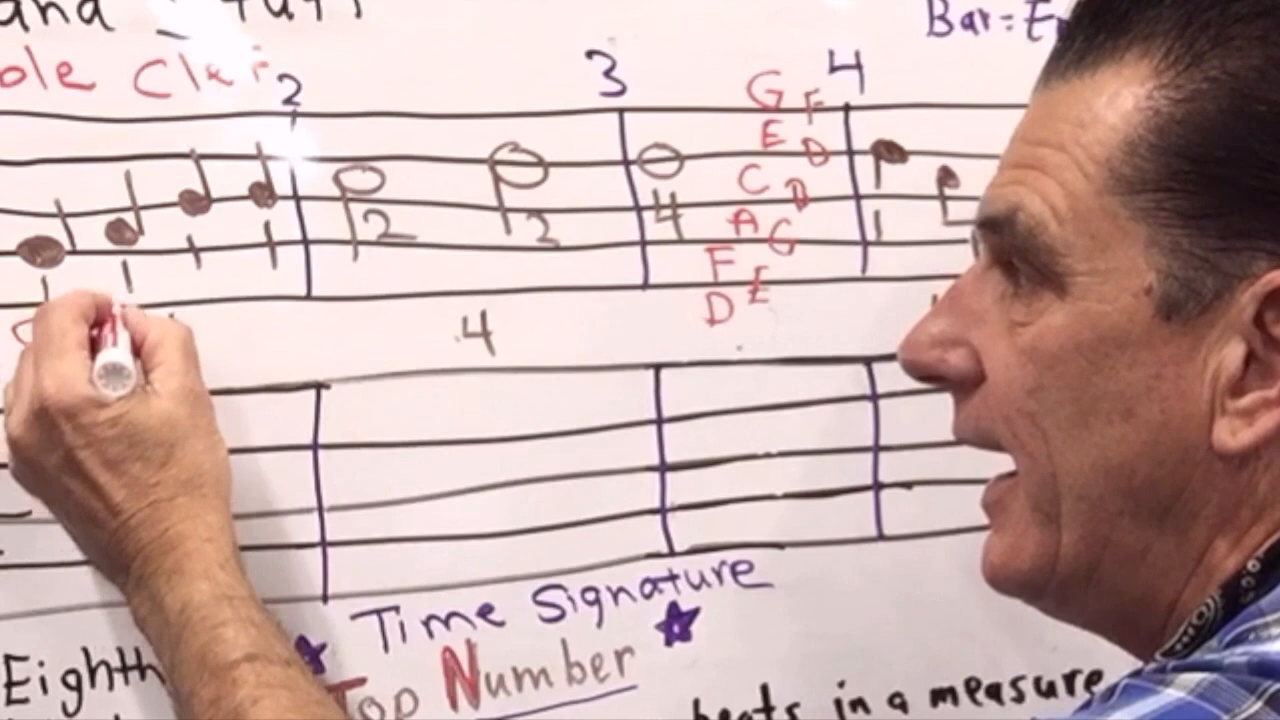 and Staff
Clef
Bar=
2 3 4
G F
E D
C B
A G
F E
D
1 1 1 1 2 2 4 1
4
Time Signature
Eighth Top Number
beats in a measure